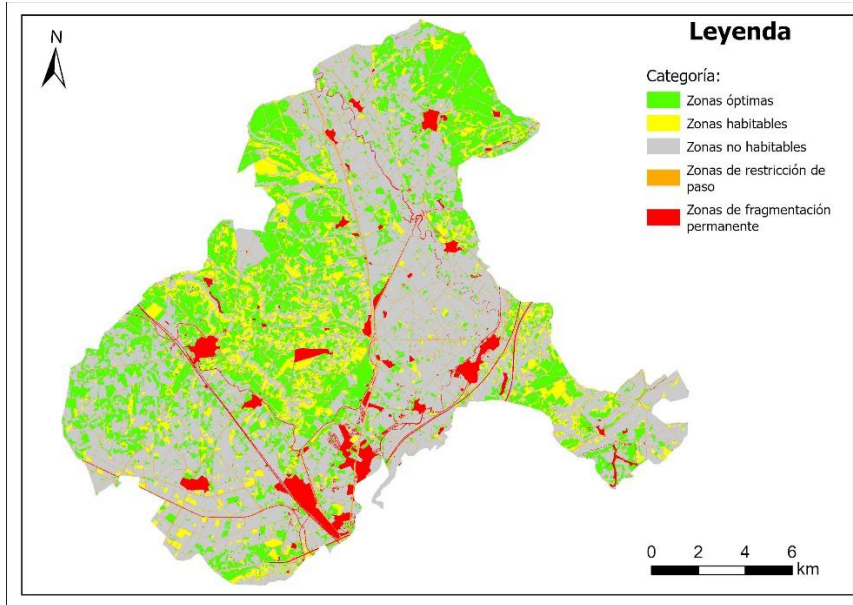 N
Leyenda
Categoría:
Zonas óptimas
Zonas habitables
Zonas no habitables
Zonas de restricción de
paso
Zonas de fragmentación
permanente
0 2 4 6
km